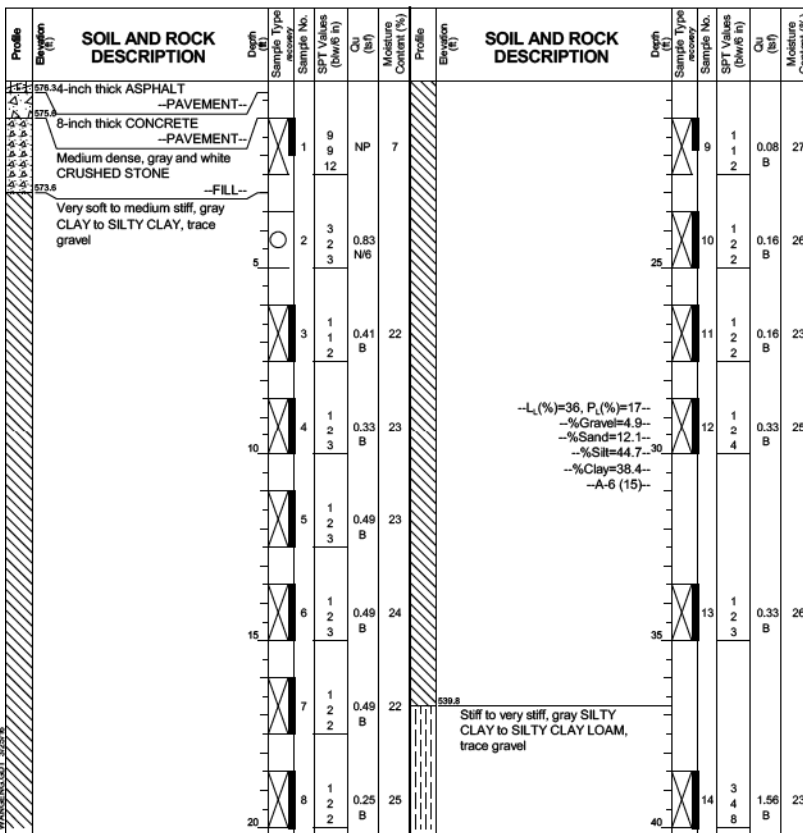 Profile
Elevation (ft)
SOIL AND ROCK DESCRIPTION
Depth (ft)
Sample Type
recovery
Sample No.
SPT Values (blw/6 in)
Qu (tsf)
Moisture Content (%)
576.3 4-inch thick ASPHALT
--PAVEMENT--
8-inch thick CONCRETE
--PAVEMENT--
Medium dense, gray and white
CRUSHED STONE
573.6 --FILL--
Very soft to medium stiff, gray
CLAY to SILTY CLAY, trace
gravel
1 9 9 12 NP 7
2 3 2 3 0.83 N/6
5
3 1 1 2 0.41 B 22
4 1 2 3 0.33 B 23
10
5 1 2 3 0.49 B 23
6 1 2 3 0.49 B 24
15
7 1 2 2 0.49 B 22
8 1 2 2 0.25 B 25
20
Profile
Elevation (ft)
SOIL AND ROCK DESCRIPTION
Depth (ft)
Sample Type
recovery
Sample No.
SPT Values (blw/6 in)
Qu (tsf)
Moisture Content (%)
9 1 1 2 0.08 B 27
10 1 2 2 0.16 B 26
25
11 1 2 2 0.16 B 23
--LL(%)=36, PL(%)=17--
--%Gravel=4.9--
--%Sand=12.1--
--%Silt=44.7--
--%Clay=38.4--
--A-6 (15)--
12 1 2 4 0.33 B 25
30
13 1 2 3 0.33 B 26
35
539.8
Stiff to very stiff, gray SILTY
CLAY to SILTY CLAY LOAM,
trace gravel
14 3 4 8 1.56 B 23
40